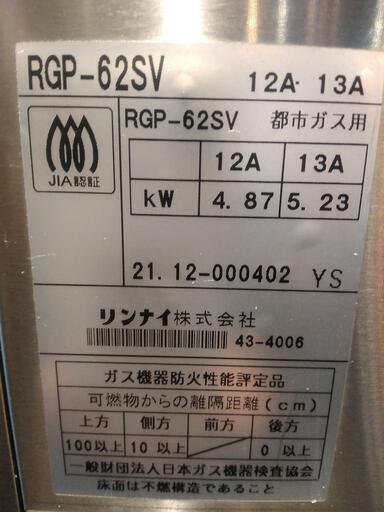 RGP-62SV 12A・13A
JIA認証
RGP-62SV 都市ガス用
12A 13A
kW 4.87 5.23
21.12-000402 YS
リンナイ株式会社
43-4006
ガス機器防火性能評定品
可燃物からの離隔距離(cm)
上方 側方 前方 後方
100以上 10以上 0以上
一般財団法人日本ガス機器検査協会
床面は不燃構造であること